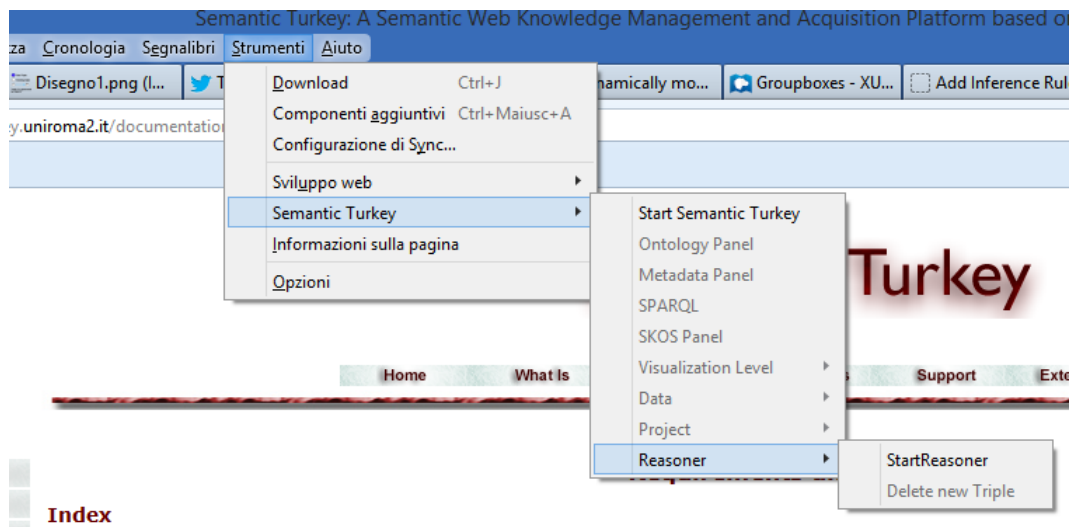 Semantic Turkey: A Semantic Web Knowledge Management and Acquisition Platform based o
za Cronologia Segnalibri Strumenti Aiuto
Disegno1.png (I... T namically mo... Groupboxes - XU... Add Inference Rul
y.uniroma2.it/documentation
Download Ctrl+J
Componenti aggiuntivi Ctrl+Maiusc+A
Configurazione di Sync...
Sviluppo web
Semantic Turkey
Informazioni sulla pagina
Opzioni
Start Semantic Turkey
Ontology Panel
Metadata Panel
SPARQL
SKOS Panel
Visualization Level
Data
Project
Reasoner
StartReasoner
Delete new Triple
Turkey
Home What Is s Support Exte
Index